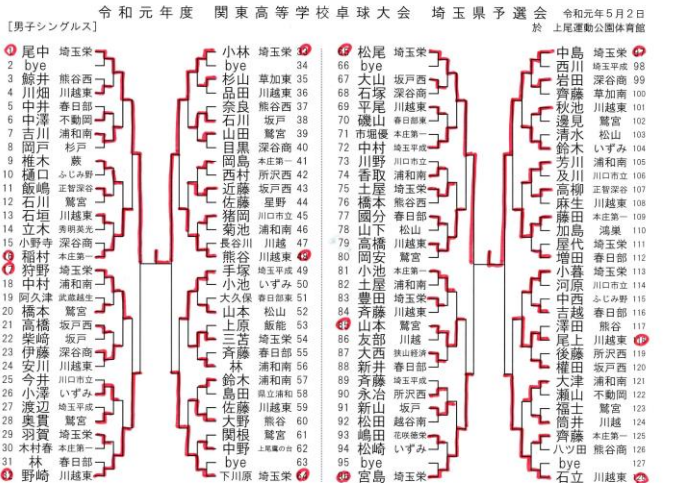 令和元年度 関東高等学校卓球大会 埼玉県予選会 令和元年5月2日
[男子シングルス] 於 上尾運動公園体育館
1 尾中 埼玉栄
2 bye
3 鯨井 熊谷西
4 川畑 川越東
5 中井 春日部
6 中澤 不動岡
7 吉川 浦和南
8 岡戸 杉戸
9 椎木 蕨
10 樋口 ふじみ野
11 飯嶋 正智深谷
12 石川 鷲宮
13 石垣 川越東
14 立木 秀明英光
15 小野寺 深谷商
稲村 本庄第一
狩野 埼玉栄
18 中村 浦和南
19 阿久津 武蔵越生
20 橋本 鷲宮
21 高橋 坂戸西
22 柴崎 坂戸
23 伊藤 深谷商
24 安川 川越東
25 今井 川口市立
26 小澤 いずみ
27 渡辺 埼玉平成
28 奥貫 鷲宮
29 羽賀 埼玉栄
30 木村春 本庄第一
31 林 春日部
野崎 川越東
小林 埼玉栄
bye 34
杉山 草加東 35
品田 川越東 36
奈良 熊谷西 37
石川 坂戸 38
山田 鷲宮 39
目黒 深谷商 40
岡島 本庄第一 41
西村 所沢西 42
近藤 坂戸西 43
佐藤 星野 44
猪岡 川口市立 45
菊池 浦和南 46
長谷川 川越 47
熊谷 川越東
手塚 埼玉平成 49
小池 いずみ 50
大久保 春日部東 51
山本 松山 52
上原 飯能 53
三苫 埼玉栄 54
斉藤 春日部 55
林 浦和南 56
鈴木 浦和南 57
島田 県立浦和 58
佐藤 川越東 59
大野 熊谷 60
関根 鷲宮 61
中野 上尾鷹の台 62
bye 63
下川原 埼玉栄
松尾 埼玉栄
66 bye
67 大山 坂戸西
68 石塚 深谷商
69 平尾 川越東
70 磯山 春日部東
71 市堀優 本庄第一
72 中村 埼玉平成
73 川野 川口市立
74 香取 浦和南
75 土屋 埼玉栄
76 橋本 熊谷西
77 國分 春日部
78 山下 松山
79 高橋 川越東
80 岡安 鷲宮
81 小池 本庄第一
82 土屋 浦和南
83 豊田 埼玉栄
84 斉藤 川越東
山本 鷲宮
86 友部 川越
87 大西 狭山経済
88 新井 春日部
89 斉藤 埼玉平成
90 永冶 所沢西
91 新山 坂戸
92 松田 越谷南
93 嶋田 花咲徳栄
94 松崎 いずみ
95 bye
宮島 埼玉栄
中島 埼玉栄
西川 埼玉平成 98
岩田 深谷商 99
齊藤 草加南 100
秋池 川越東 101
邊見 鷲宮 102
清水 松山 103
鈴木 いずみ 104
芳川 浦和南 105
及川 川口市立 106
高柳 正智深谷 107
麻生 川越東 108
藤田 本庄第一 109
加島 鴻巣 110
屋代 埼玉栄 111
増田 春日部 112
小暮 埼玉栄 113
河原 川口市立 114
中西 ふじみ野 115
吉越 春日部 116
澤田 熊谷 117
尾上 川越東
後藤 所沢西 119
権田 坂戸西 120
大津 浦和南 121
瀬山 不動岡 122
福士 鷲宮 123
筒井 川越 124
齊藤 本庄第一 125
八ツ田 熊谷商 126
bye 127
石立 川越東